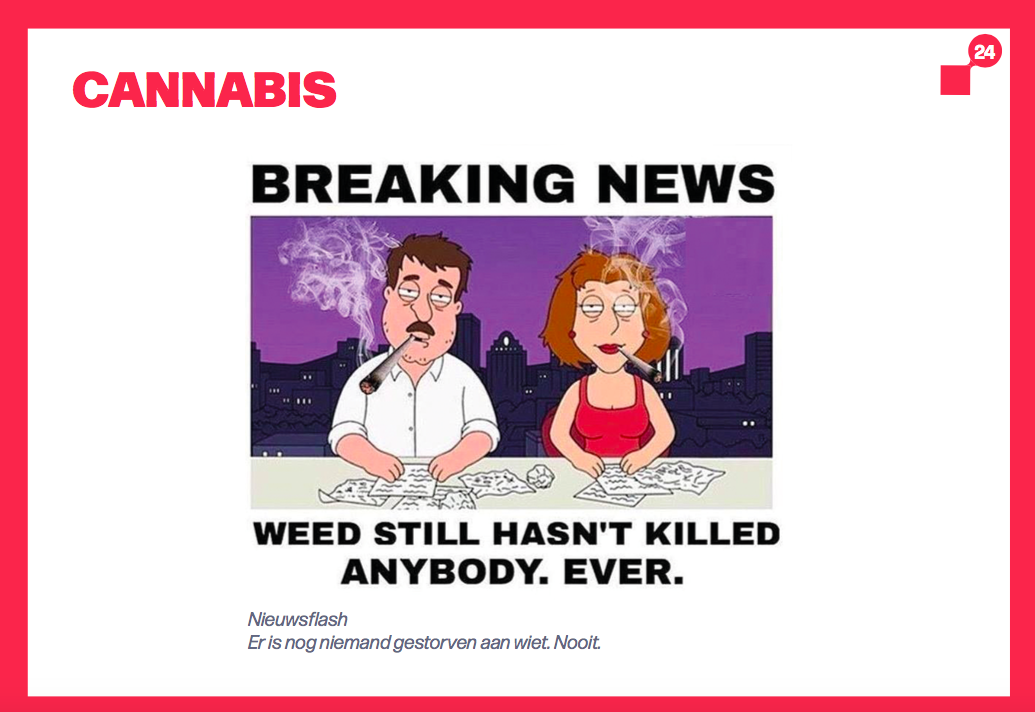 CANNABIS
24
BREAKING NEWS
WEED STILL HASN'T KILLED
ANYBODY. EVER.
Nieuwsflash
Er is nog niemand gestorven aan wiet. Nooit.